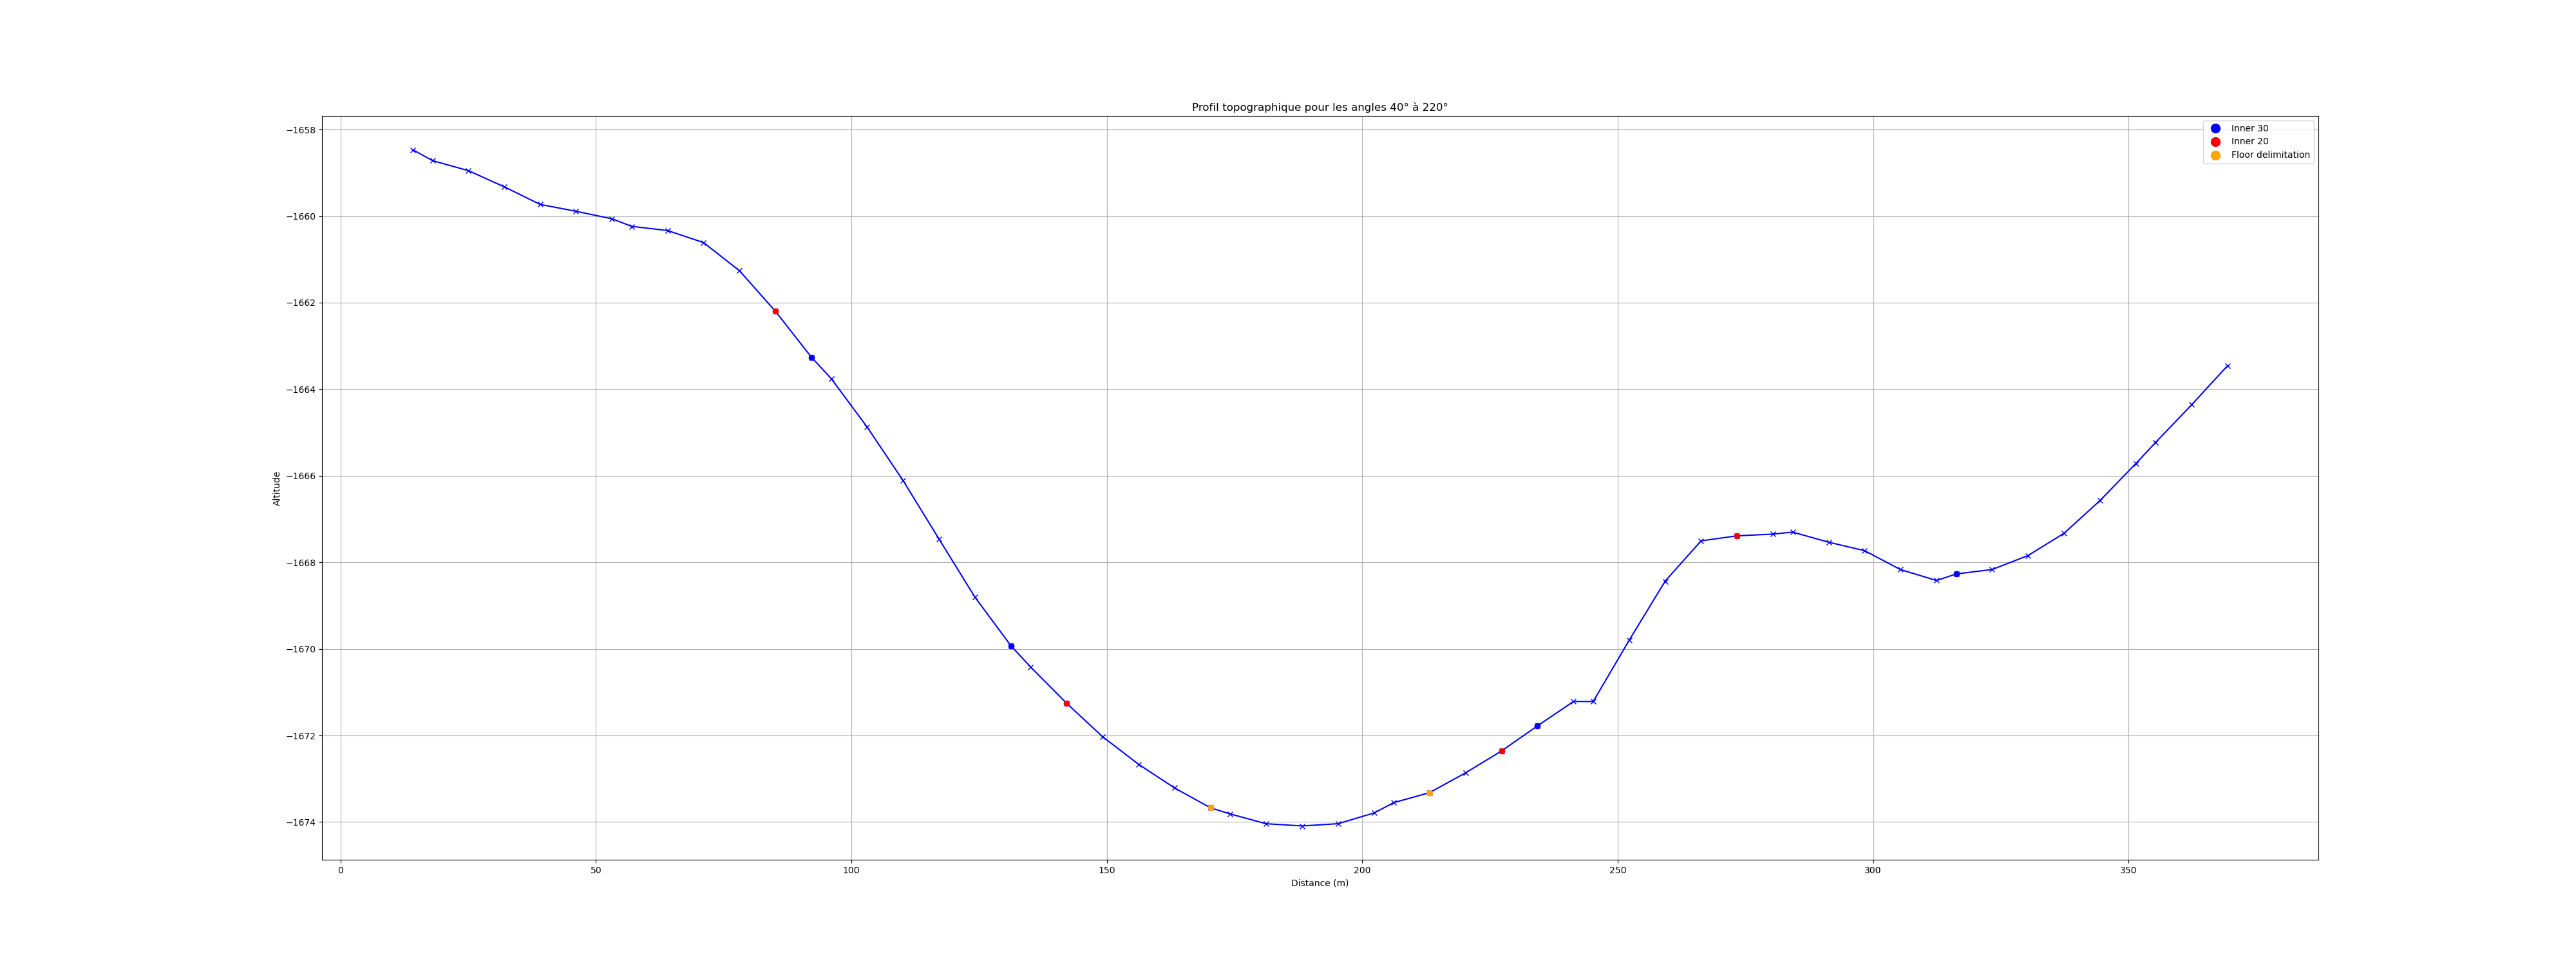 Profil topographique pour les angles 40° à 220°
Inner 30
Inner 20
Floor delimitation
−1658
−1660
−1662
−1664
−1666
−1668
−1670
−1672
−1674
Altitude
0 50 100 150 200 250 300 350
Distance (m)